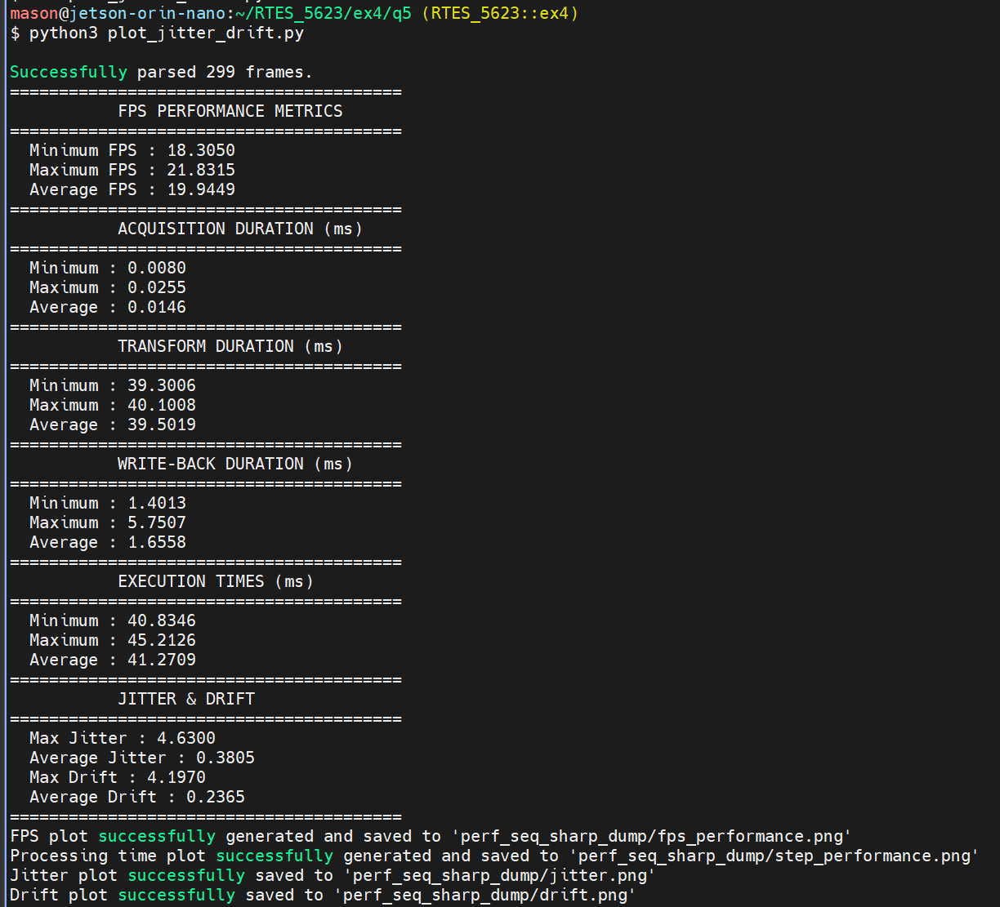 mason@jetson-orin-nano:~/RTES_5623/ex4/q5 (RTES_5623::ex4)
$ python3 plot_jitter_drift.py
Successfully parsed 299 frames.
========================================
FPS PERFORMANCE METRICS
========================================
Minimum FPS : 18.3050
Maximum FPS : 21.8315
Average FPS : 19.9449
========================================
ACQUISITION DURATION (ms)
========================================
Minimum : 0.0080
Maximum : 0.0255
Average : 0.0146
========================================
TRANSFORM DURATION (ms)
========================================
Minimum : 39.3006
Maximum : 40.1008
Average : 39.5019
========================================
WRITE-BACK DURATION (ms)
========================================
Minimum : 1.4013
Maximum : 5.7507
Average : 1.6558
========================================
EXECUTION TIMES (ms)
========================================
Minimum : 40.8346
Maximum : 45.2126
Average : 41.2709
========================================
JITTER & DRIFT
========================================
Max Jitter : 4.6300
Average Jitter : 0.3805
Max Drift : 4.1970
Average Drift : 0.2365
========================================
FPS plot successfully generated and saved to 'perf_seq_sharp_dump/fps_performance.png'
Processing time plot successfully generated and saved to 'perf_seq_sharp_dump/step_performance.png'
Jitter plot successfully saved to 'perf_seq_sharp_dump/jitter.png'
Drift plot successfully saved to 'perf_seq_sharp_dump/drift.png'